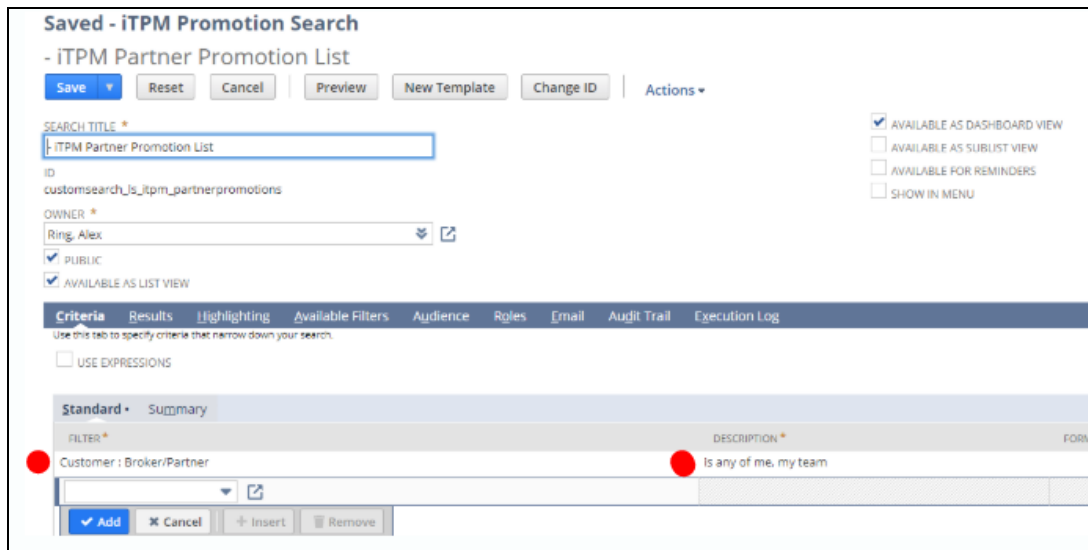 Saved - iTPM Promotion Search
- iTPM Partner Promotion List
Save Reset Cancel Preview New Template Change ID Actions
SEARCH TITLE *
- iTPM Partner Promotion List
ID
customsearch_ls_itpm_partnerpromotions
OWNER *
Ring, Alex
PUBLIC
AVAILABLE AS LIST VIEW
AVAILABLE AS DASHBOARD VIEW
AVAILABLE AS SUBLIST VIEW
AVAILABLE FOR REMINDERS
SHOW IN MENU
Criteria Results Highlighting Available Filters Audience Roles Email Audit Trail Execution Log
Use this tab to specify criteria that narrow down your search.
USE EXPRESSIONS
Standard • Summary
FILTER * DESCRIPTION * FORM
Customer : Broker/Partner Is any of me, my team
Add Cancel + Insert Remove